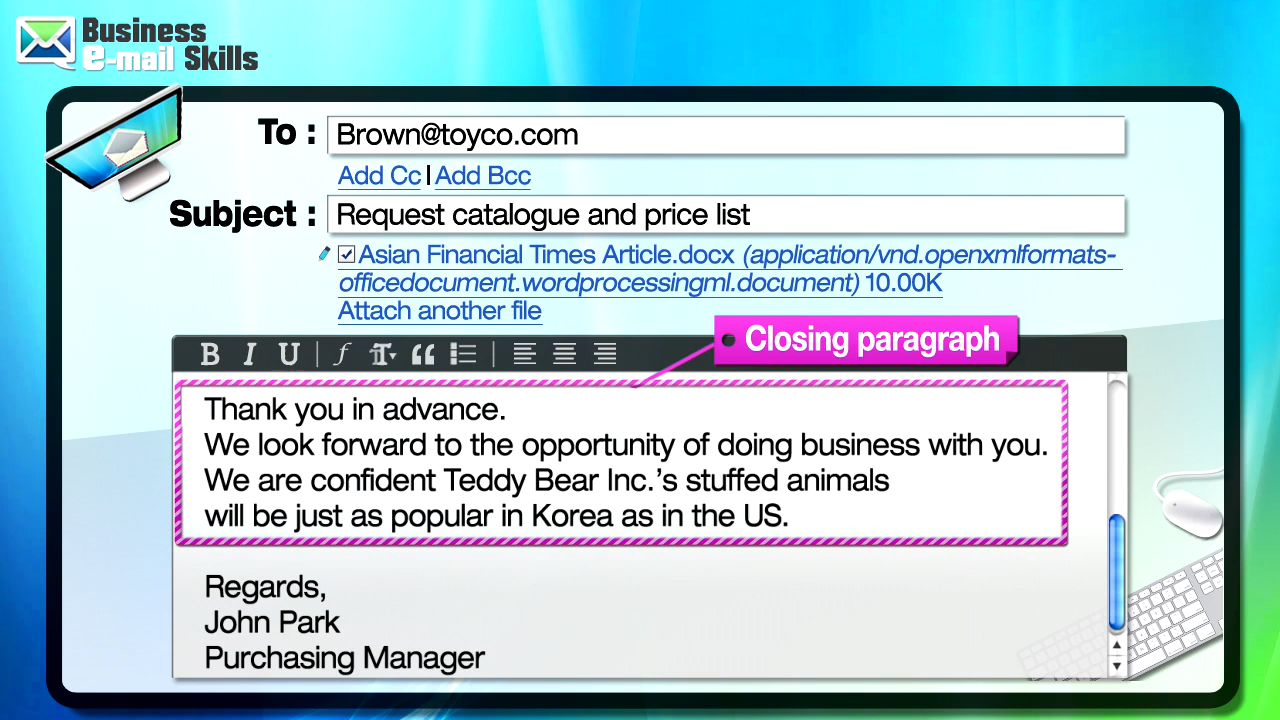 Business
e-mail Skills
To : Brown@toyco.com
Add Cc | Add Bcc
Subject : Request catalogue and price list
Asian Financial Times Article.docx (application/vnd.openxmlformats-
officedocument.wordprocessingml.document) 10.00K
Attach another file
Closing paragraph
B I U | f T “ |
Thank you in advance.
We look forward to the opportunity of doing business with you.
We are confident Teddy Bear Inc.’s stuffed animals
will be just as popular in Korea as in the US.
Regards,
John Park
Purchasing Manager